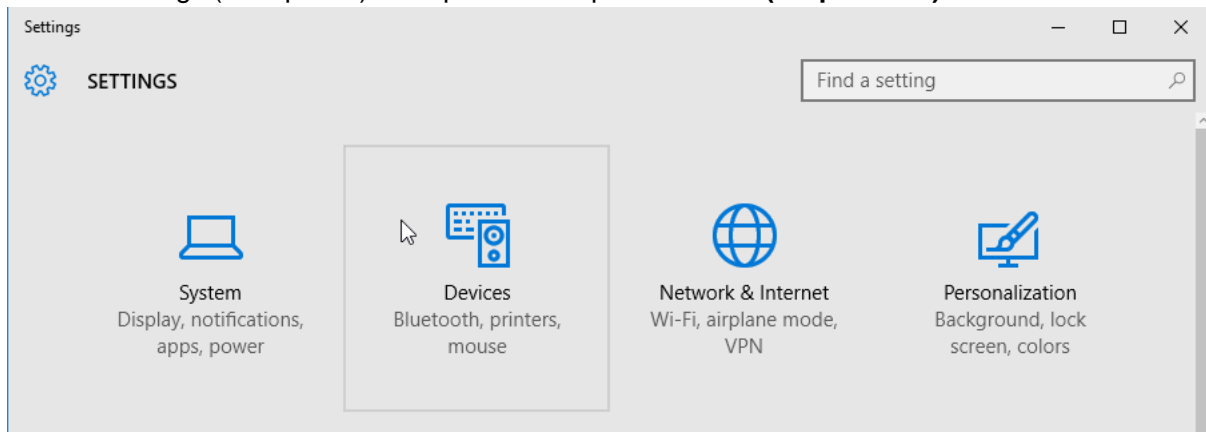 Settings
SETTINGS
Find a setting
System
Display, notifications,
apps, power
Devices
Bluetooth, printers,
mouse
Network & Internet
Wi-Fi, airplane mode,
VPN
Personalization
Background, lock
screen, colors